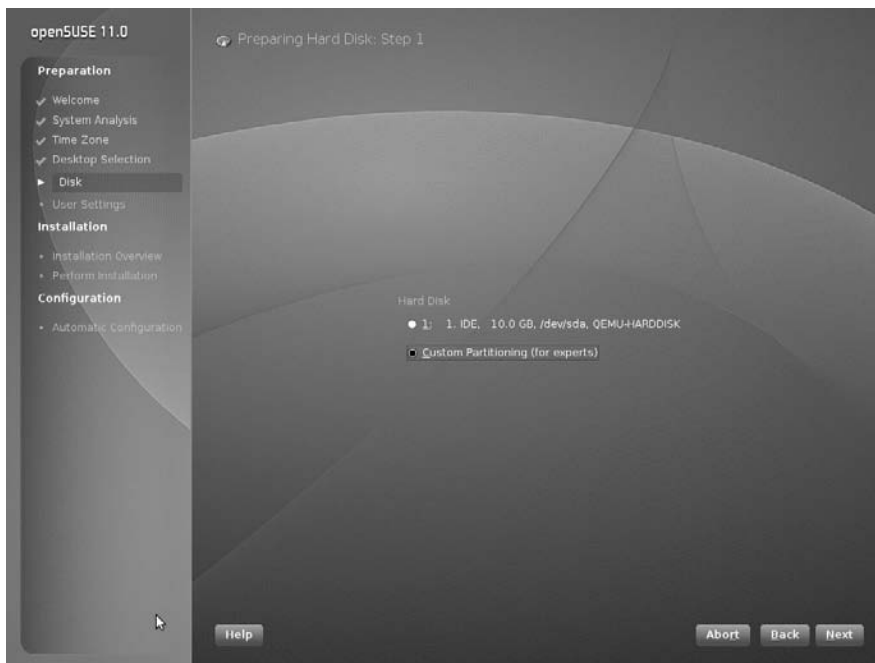 openSUSE 11.0
Preparation
Welcome
System Analysis
Time Zone
Desktop Selection
Disk
User Settings
Installation
Installation Overview
Perform Installation
Configuration
Automatic Configuration
Preparing Hard Disk: Step 1
Hard Disk
1: 1. IDE, 10.0 GB, /dev/sda, QEMU-HARDDISK
Custom Partitioning (for experts)
Help
Abort
Back
Next